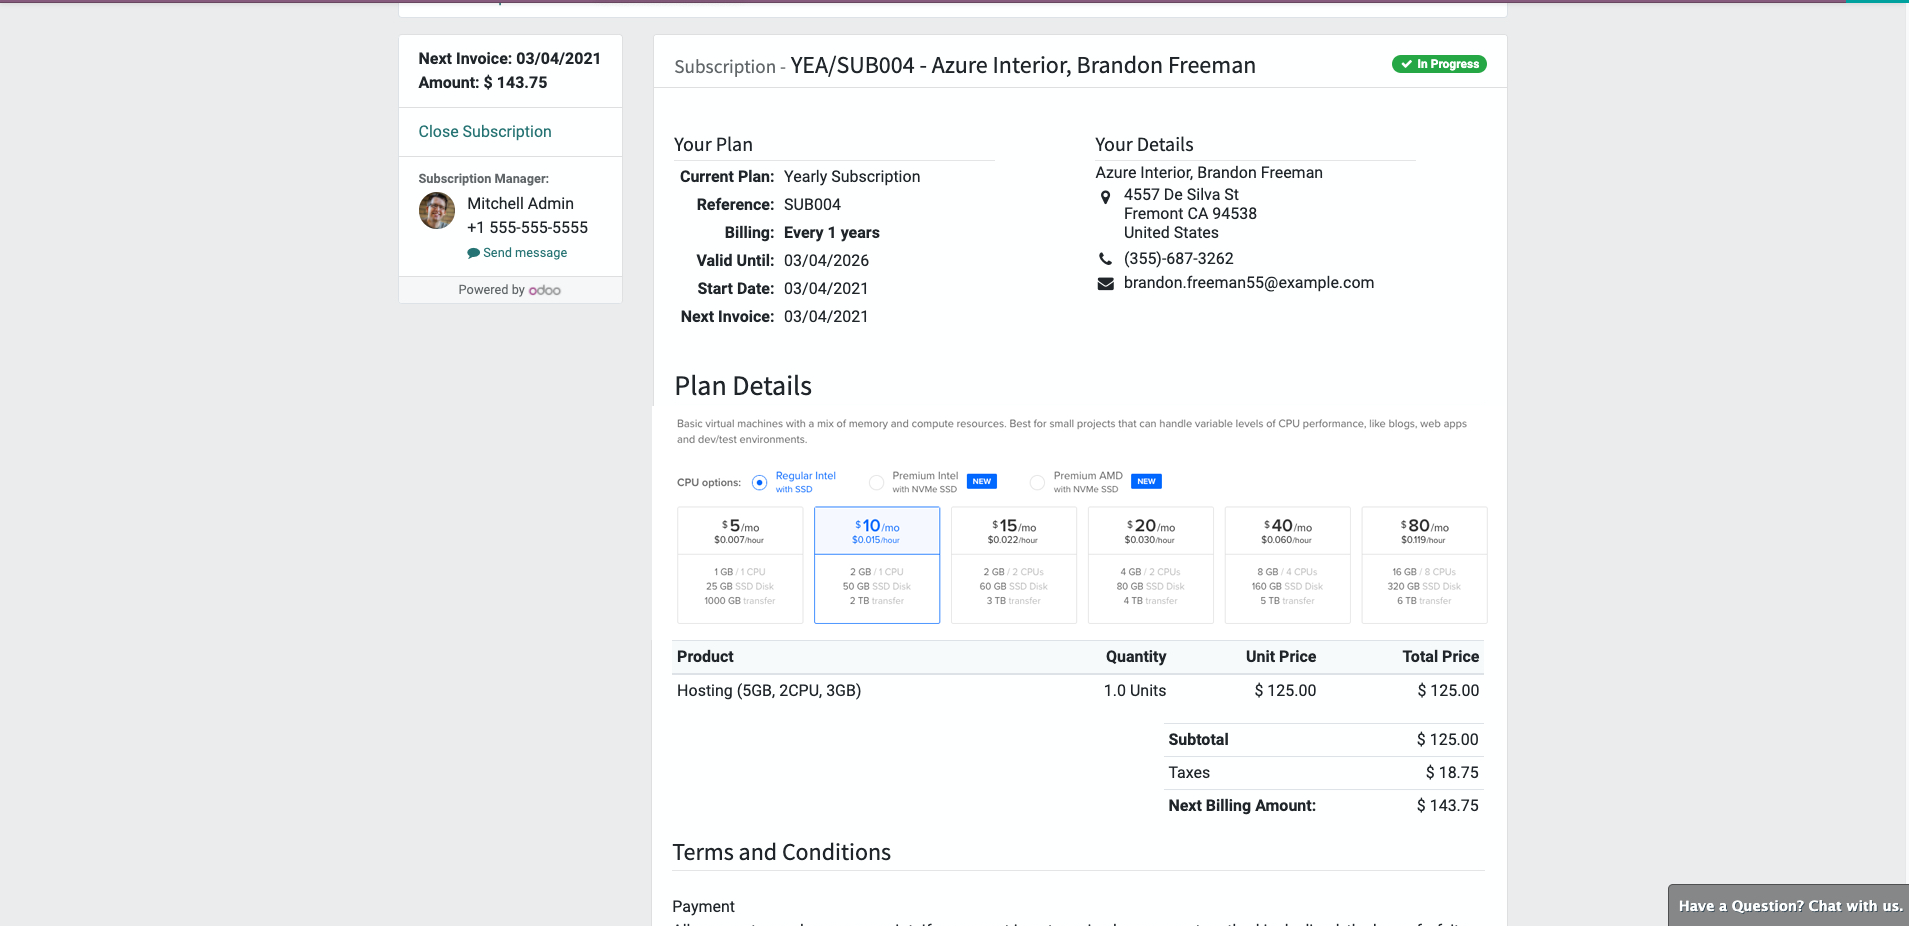 Next Invoice: 03/04/2021
Amount: $ 143.75
Close Subscription
Subscription Manager:
Mitchell Admin
+1 555-555-5555
Send message
Powered by odoo
Subscription - YEA/SUB004 - Azure Interior, Brandon Freeman
In Progress
Your Plan
Current Plan: Yearly Subscription
Reference: SUB004
Billing: Every 1 years
Valid Until: 03/04/2026
Start Date: 03/04/2021
Next Invoice: 03/04/2021
Your Details
Azure Interior, Brandon Freeman
4557 De Silva St
Fremont CA 94538
United States
(355)-687-3262
brandon.freeman55@example.com
Plan Details
Basic virtual machines with a mix of memory and compute resources. Best for small projects that can handle variable levels of CPU performance, like blogs, web apps
and dev/test environments.
CPU options:
Regular Intel
with SSD
Premium Intel
with NVMe SSD
NEW
Premium AMD
with NVMe SSD
NEW
$ 5/mo
$0.007/hour
1 GB / 1 CPU
25 GB SSD Disk
1000 GB transfer
$ 10/mo
$0.015/hour
2 GB / 1 CPU
50 GB SSD Disk
2 TB transfer
$ 15/mo
$0.022/hour
2 GB / 2 CPUs
60 GB SSD Disk
3 TB transfer
$ 20/mo
$0.030/hour
4 GB / 2 CPUs
80 GB SSD Disk
4 TB transfer
$ 40/mo
$0.060/hour
8 GB / 4 CPUs
160 GB SSD Disk
5 TB transfer
$ 80/mo
$0.119/hour
16 GB / 8 CPUs
320 GB SSD Disk
6 TB transfer
Product Quantity Unit Price Total Price
Hosting (5GB, 2CPU, 3GB) 1.0 Units $ 125.00 $ 125.00
Subtotal $ 125.00
Taxes $ 18.75
Next Billing Amount: $ 143.75
Terms and Conditions
Payment
Have a Question? Chat with us.